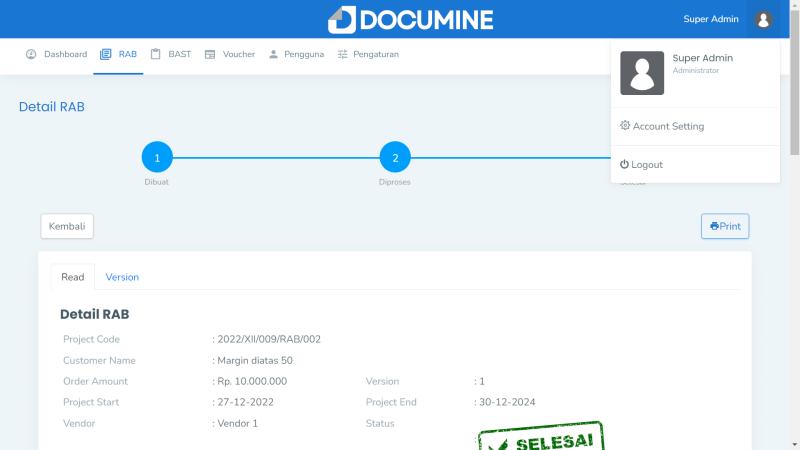 DOCUMINE
Super Admin
Dashboard RAB BAST Voucher Pengguna Pengaturan
Super Admin
Administrator
Account Setting
Logout
Detail RAB
1 2
Dibuat Diproses Selesai
Kembali Print
Read Version
Detail RAB
Project Code : 2022/XII/009/RAB/002
Customer Name : Margin diatas 50
Order Amount : Rp. 10.000.000 Version : 1
Project Start : 27-12-2022 Project End : 30-12-2024
Vendor : Vendor 1 Status :
SELESAI